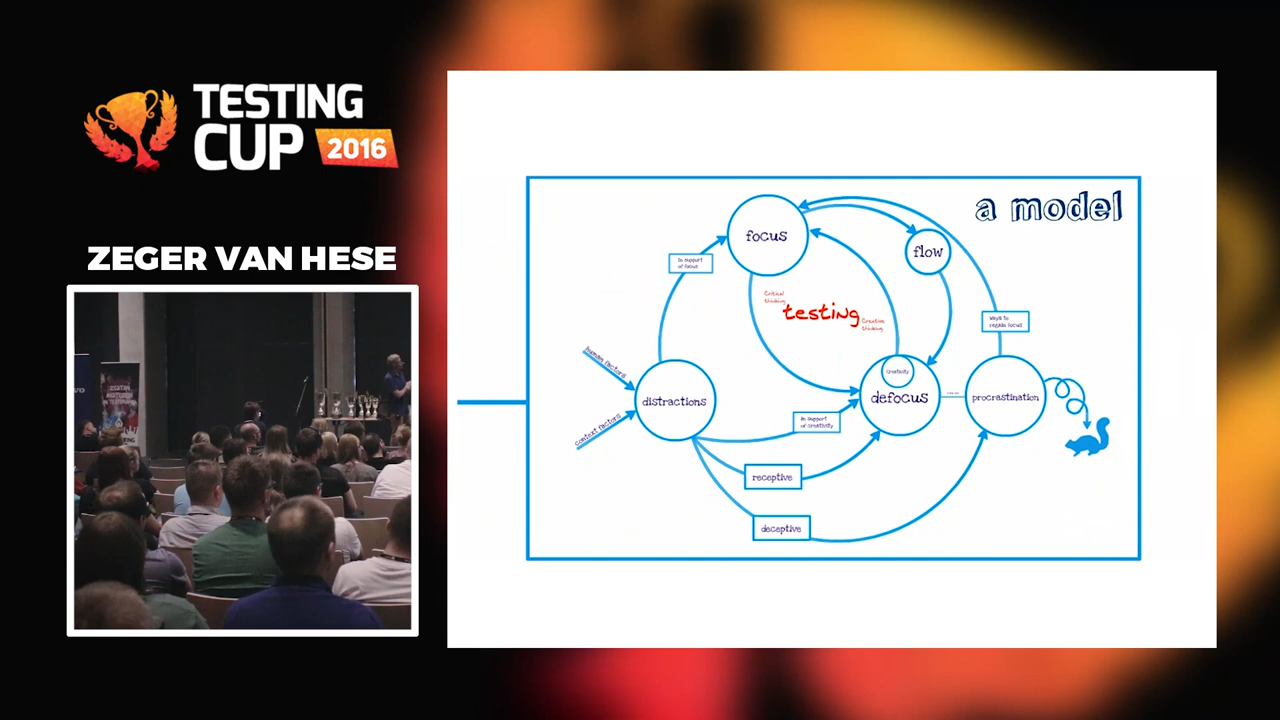 TESTING
CUP 2016
ZEGER VAN HESE
a model
focus
flow
In support
of focus
Critical
thinking
testing
Creative
thinking
Ways to
regain focus
human factors
distractions
context factors
Creativity
defocus
procrastination
In support
of creativity
receptive
deceptive